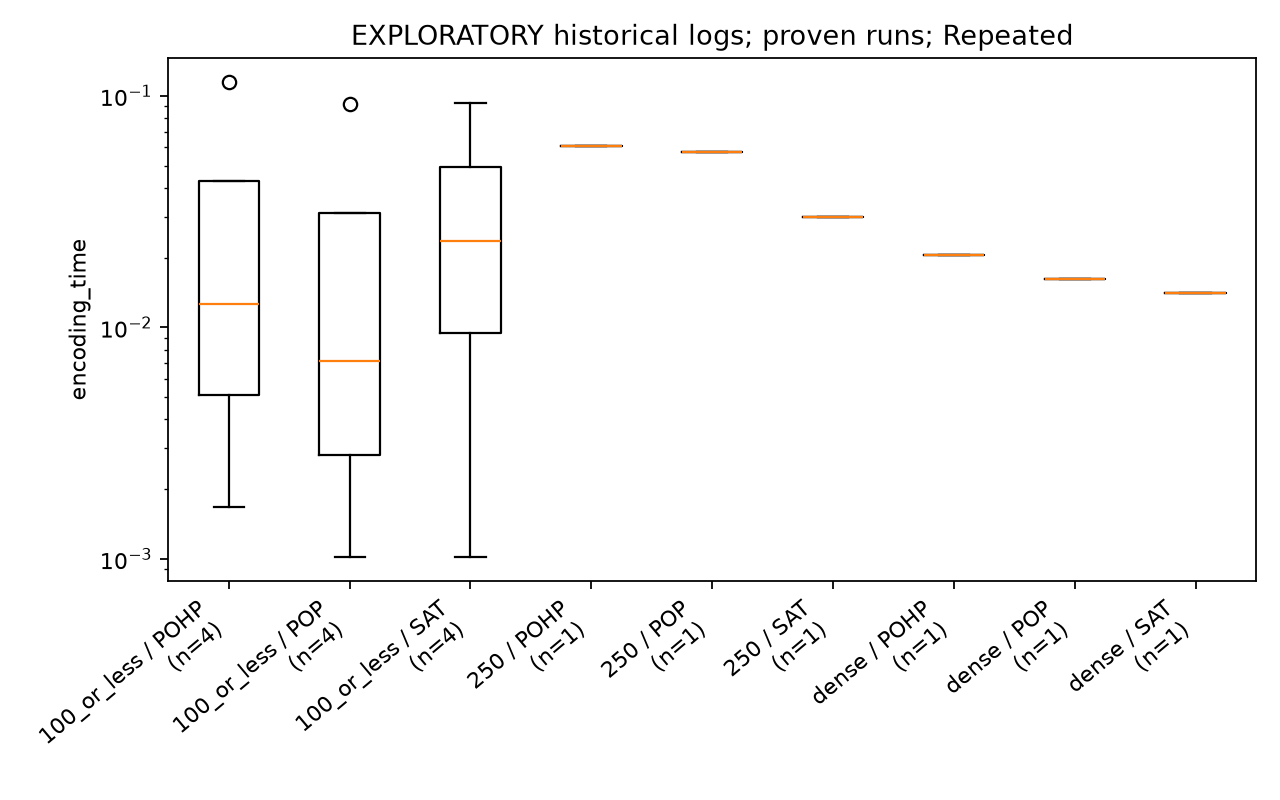 EXPLORATORY historical logs; proven runs; Repeated
encoding_time
10⁻¹
10⁻²
10⁻³
100_or_less / POHP
(n=4)
100_or_less / POP
(n=4)
100_or_less / SAT
(n=4)
250 / POHP
(n=1)
250 / POP
(n=1)
250 / SAT
(n=1)
dense / POHP
(n=1)
dense / POP
(n=1)
dense / SAT
(n=1)